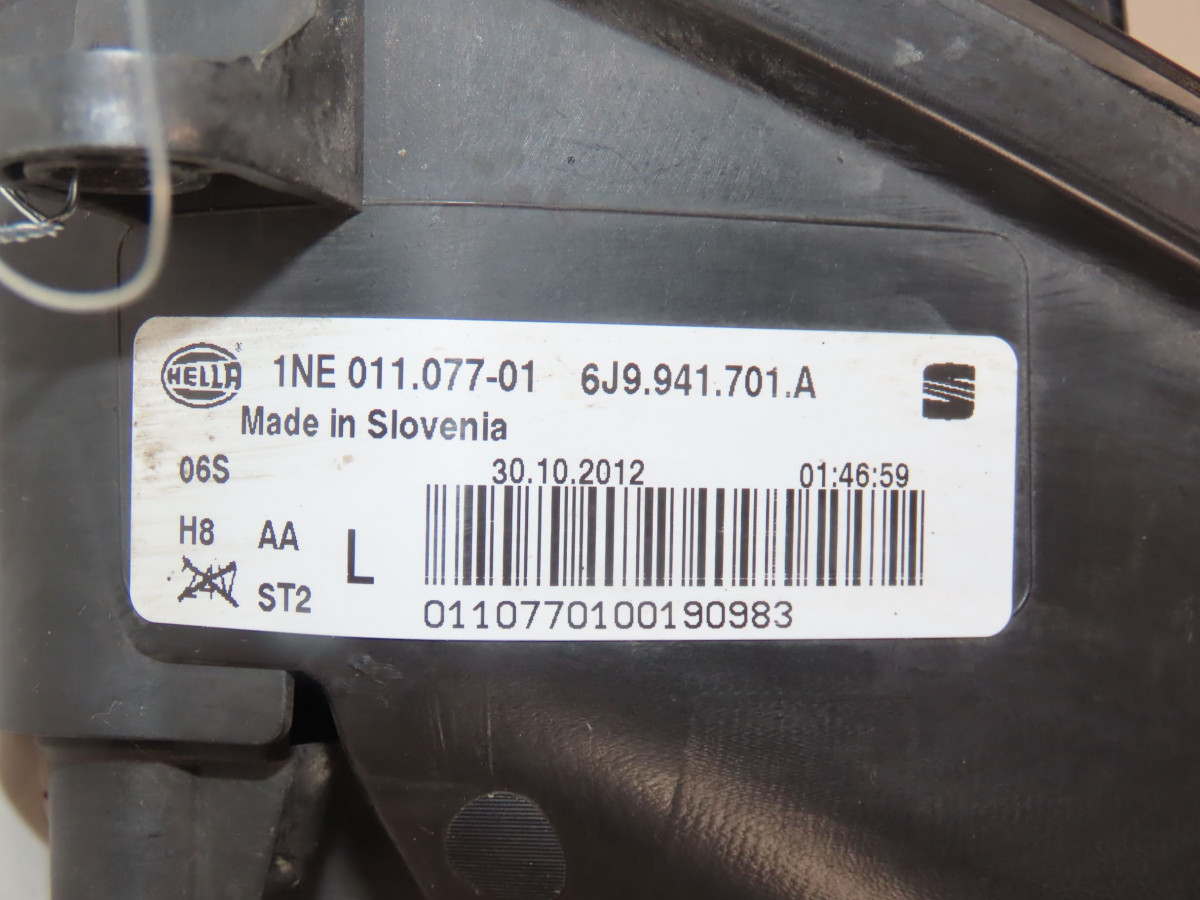 HELLA 1NE 011.077-01 6J9.941.701.A
Made in Slovenia
06S 30.10.2012 01:46:59
H8 AA L
ST2
0110770100190983